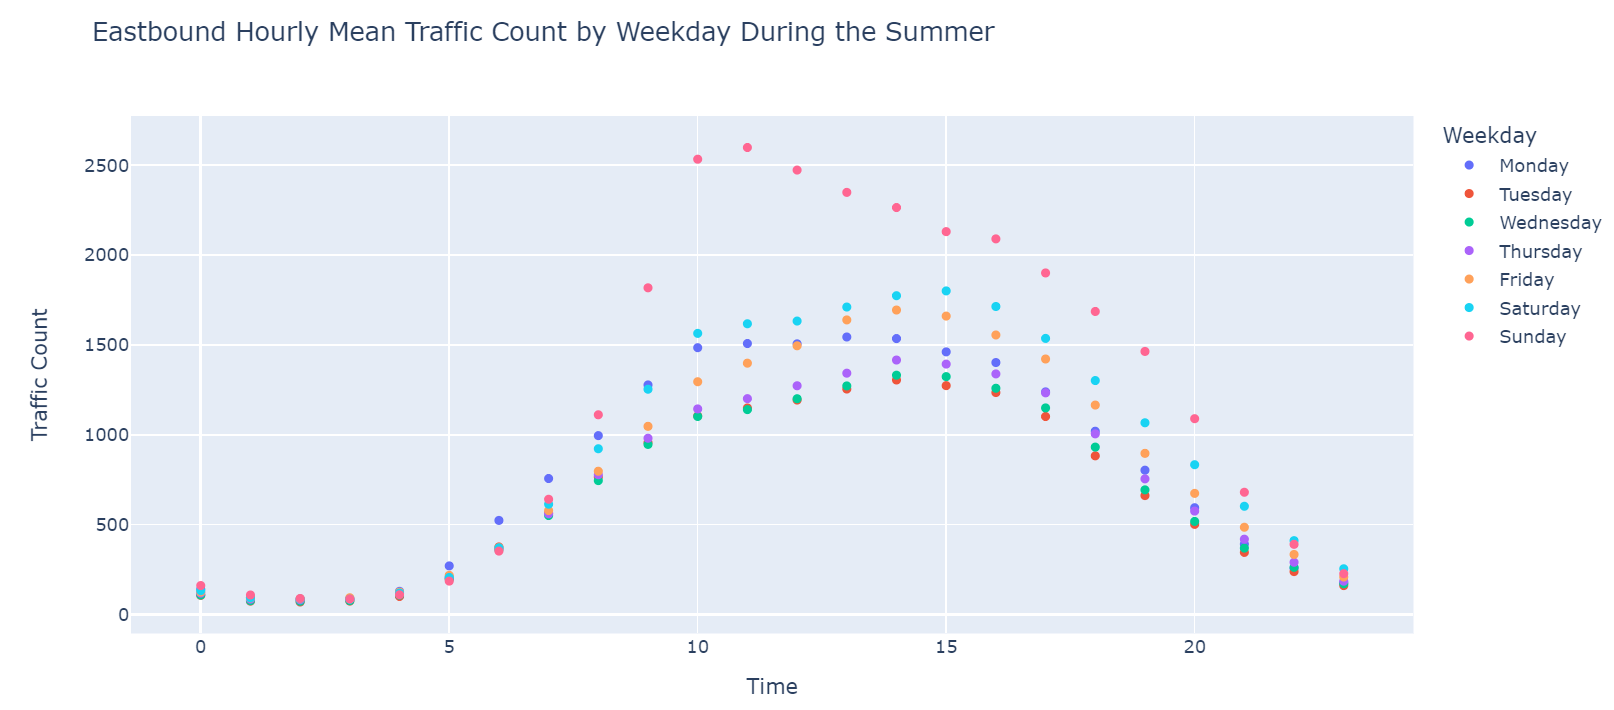 Eastbound Hourly Mean Traffic Count by Weekday During the Summer
Weekday
Monday
Tuesday
Wednesday
Thursday
Friday
Saturday
Sunday
Traffic Count
2500
2000
1500
1000
500
0
0 5 10 15 20
Time